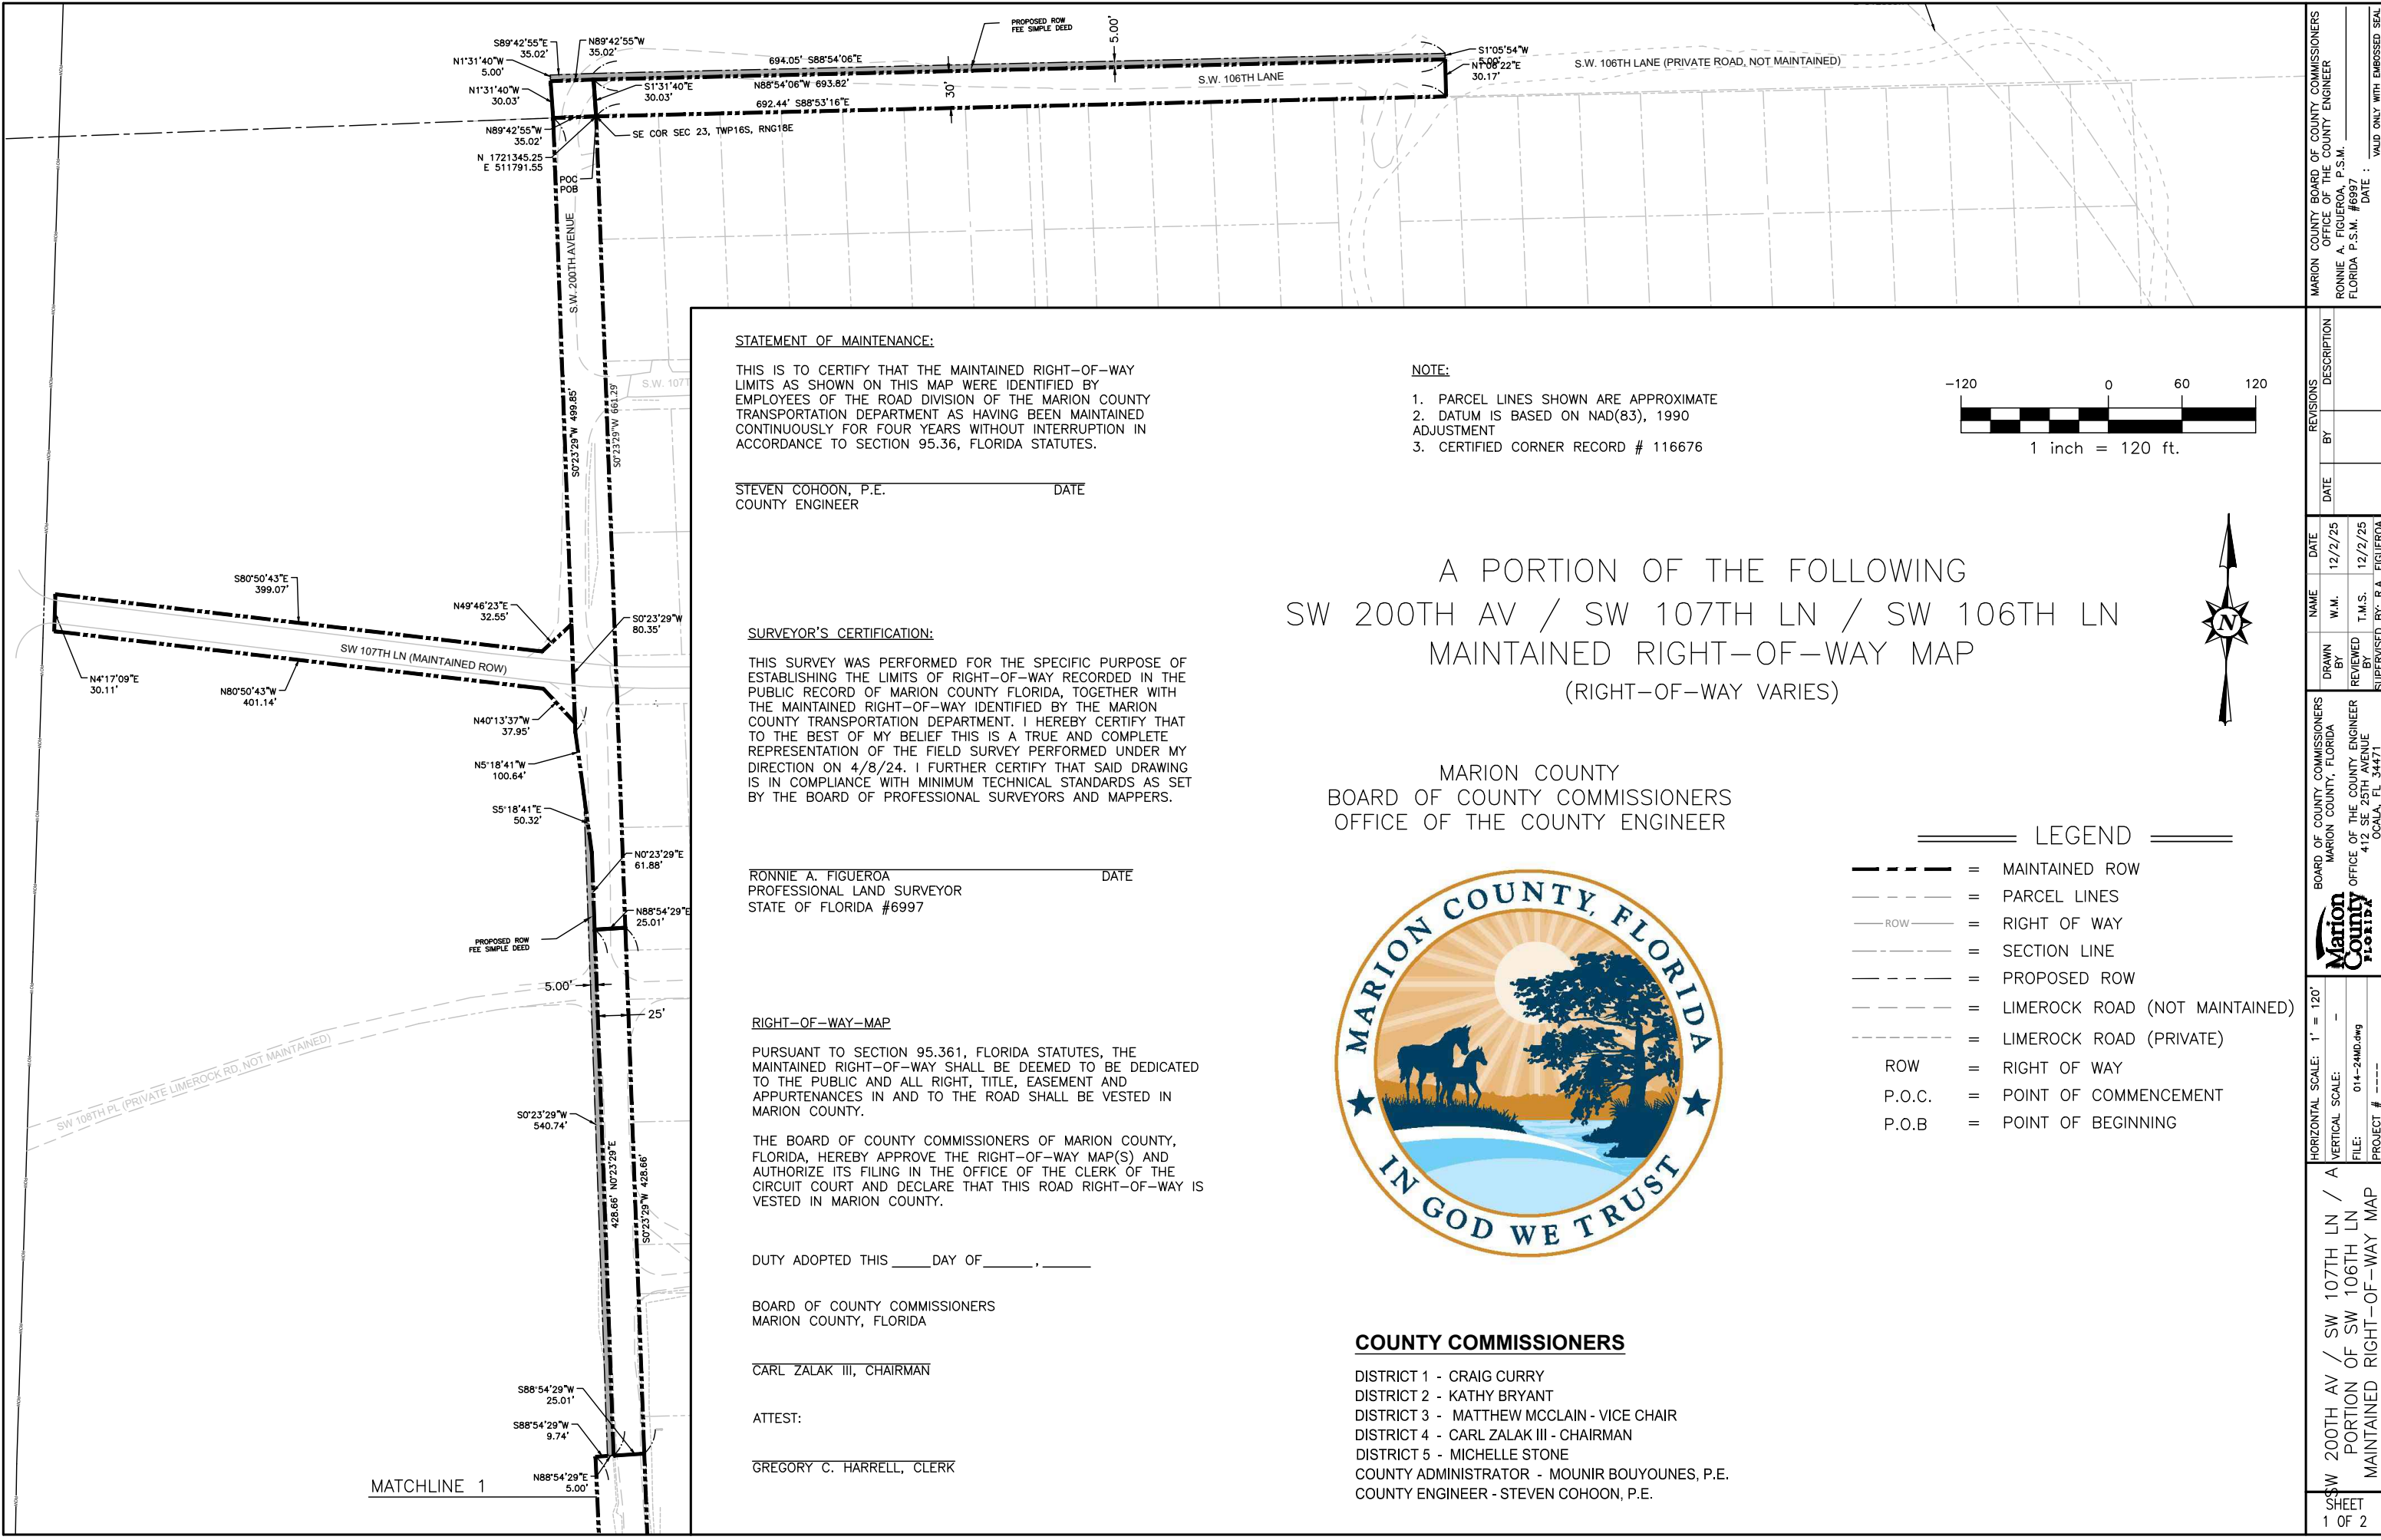 PROPOSED ROW
FEE SIMPLE DEED
5.00'
S89°42'55"E
35.02'
N89°42'55"W
35.02'
N1°31'40"W
5.00'
694.05' S88°54'06"E
S1°05'54"W
5.00'
N1°06'22"E
30.17'
S.W. 106TH LANE (PRIVATE ROAD, NOT MAINTAINED)
S.W. 106TH LANE
N1°31'40"W
30.03'
S1°31'40"E
30.03'
N88°54'06"W 693.82'
30'
692.44' S88°53'16"E
N89°42'55"W
35.02'
SE COR SEC 23, TWP16S, RNG18E
N 1721345.25
E 511791.55
POC
POB
S.W. 200TH AVENUE
S.W. 107T
S0°23'29"W 499.85'
S0°23'29"W 661.29'
S80°50'43"E
399.07'
N49°46'23"E
32.55'
S0°23'29"W
80.35'
SW 107TH LN (MAINTAINED ROW)
N4°17'09"E
30.11'
N80°50'43"W
401.14'
N40°13'37"W
37.95'
N5°18'41"W
100.64'
S5°18'41"E
50.32'
N0°23'29"E
61.88'
N88°54'29"E
25.01'
PROPOSED ROW
FEE SIMPLE DEED
5.00'
25'
SW 108TH PL (PRIVATE LIMEROCK RD, NOT MAINTAINED)
S0°23'29"W
540.74'
428.66' N0°23'29"E
S0°23'29"W 428.66'
S88°54'29"W
25.01'
S88°54'29"W
9.74'
N88°54'29"E
5.00'
MATCHLINE 1
STATEMENT OF MAINTENANCE:
THIS IS TO CERTIFY THAT THE MAINTAINED RIGHT-OF-WAY
LIMITS AS SHOWN ON THIS MAP WERE IDENTIFIED BY
EMPLOYEES OF THE ROAD DIVISION OF THE MARION COUNTY
TRANSPORTATION DEPARTMENT AS HAVING BEEN MAINTAINED
CONTINUOUSLY FOR FOUR YEARS WITHOUT INTERRUPTION IN
ACCORDANCE TO SECTION 95.36, FLORIDA STATUTES.
STEVEN COHOON, P.E. DATE
COUNTY ENGINEER
SURVEYOR'S CERTIFICATION:
THIS SURVEY WAS PERFORMED FOR THE SPECIFIC PURPOSE OF
ESTABLISHING THE LIMITS OF RIGHT-OF-WAY RECORDED IN THE
PUBLIC RECORD OF MARION COUNTY FLORIDA, TOGETHER WITH
THE MAINTAINED RIGHT-OF-WAY IDENTIFIED BY THE MARION
COUNTY TRANSPORTATION DEPARTMENT. I HEREBY CERTIFY THAT
TO THE BEST OF MY BELIEF THIS IS A TRUE AND COMPLETE
REPRESENTATION OF THE FIELD SURVEY PERFORMED UNDER MY
DIRECTION ON 4/8/24. I FURTHER CERTIFY THAT SAID DRAWING
IS IN COMPLIANCE WITH MINIMUM TECHNICAL STANDARDS AS SET
BY THE BOARD OF PROFESSIONAL SURVEYORS AND MAPPERS.
RONNIE A. FIGUEROA DATE
PROFESSIONAL LAND SURVEYOR
STATE OF FLORIDA #6997
RIGHT-OF-WAY-MAP
PURSUANT TO SECTION 95.361, FLORIDA STATUTES, THE
MAINTAINED RIGHT-OF-WAY SHALL BE DEEMED TO BE DEDICATED
TO THE PUBLIC AND ALL RIGHT, TITLE, EASEMENT AND
APPURTENANCES IN AND TO THE ROAD SHALL BE VESTED IN
MARION COUNTY.
THE BOARD OF COUNTY COMMISSIONERS OF MARION COUNTY,
FLORIDA, HEREBY APPROVE THE RIGHT-OF-WAY MAP(S) AND
AUTHORIZE ITS FILING IN THE OFFICE OF THE CLERK OF THE
CIRCUIT COURT AND DECLARE THAT THIS ROAD RIGHT-OF-WAY IS
VESTED IN MARION COUNTY.
DUTY ADOPTED THIS ____ DAY OF _____, _____
BOARD OF COUNTY COMMISSIONERS
MARION COUNTY, FLORIDA
CARL ZALAK III, CHAIRMAN
ATTEST:
GREGORY C. HARRELL, CLERK
NOTE:
1. PARCEL LINES SHOWN ARE APPROXIMATE
2. DATUM IS BASED ON NAD(83), 1990
ADJUSTMENT
3. CERTIFIED CORNER RECORD # 116676
-120 0 60 120
1 inch = 120 ft.
A PORTION OF THE FOLLOWING
SW 200TH AV / SW 107TH LN / SW 106TH LN
MAINTAINED RIGHT-OF-WAY MAP
(RIGHT-OF-WAY VARIES)
N
MARION COUNTY
BOARD OF COUNTY COMMISSIONERS
OFFICE OF THE COUNTY ENGINEER
MARION COUNTY, FLORIDA
IN GOD WE TRUST
LEGEND
= MAINTAINED ROW
= PARCEL LINES
ROW = RIGHT OF WAY
= SECTION LINE
= PROPOSED ROW
= LIMEROCK ROAD (NOT MAINTAINED)
= LIMEROCK ROAD (PRIVATE)
ROW = RIGHT OF WAY
P.O.C. = POINT OF COMMENCEMENT
P.O.B = POINT OF BEGINNING
COUNTY COMMISSIONERS
DISTRICT 1 - CRAIG CURRY
DISTRICT 2 - KATHY BRYANT
DISTRICT 3 - MATTHEW MCCLAIN - VICE CHAIR
DISTRICT 4 - CARL ZALAK III - CHAIRMAN
DISTRICT 5 - MICHELLE STONE
COUNTY ADMINISTRATOR - MOUNIR BOUYOUNES, P.E.
COUNTY ENGINEER - STEVEN COHOON, P.E.
MARION COUNTY BOARD OF COUNTY COMMISSIONERS
OFFICE OF THE COUNTY ENGINEER
RONNIE A. FIGUEROA, P.S.M.
FLORIDA P.S.M. #6997
DATE :
VALID ONLY WITH EMBOSSED SEAL
REVISIONS
DATE BY DESCRIPTION
NAME DATE
DRAWN BY W.M. 12/2/25
REVIEWED BY T.M.S. 12/2/25
SUPERVISED BY: R.A. FIGUEROA
BOARD OF COUNTY COMMISSIONERS
MARION COUNTY, FLORIDA
OFFICE OF THE COUNTY ENGINEER
412 SE 25TH AVENUE
OCALA, FL 34471
Marion
County
FLORIDA
HORIZONTAL SCALE: 1" = 120'
VERTICAL SCALE: -
FILE: 014-24MD.dwg
PROJECT # ----
SW 200TH AV / SW 107TH LN / A
PORTION OF SW 106TH LN
MAINTAINED RIGHT-OF-WAY MAP
SHEET
1 OF 2